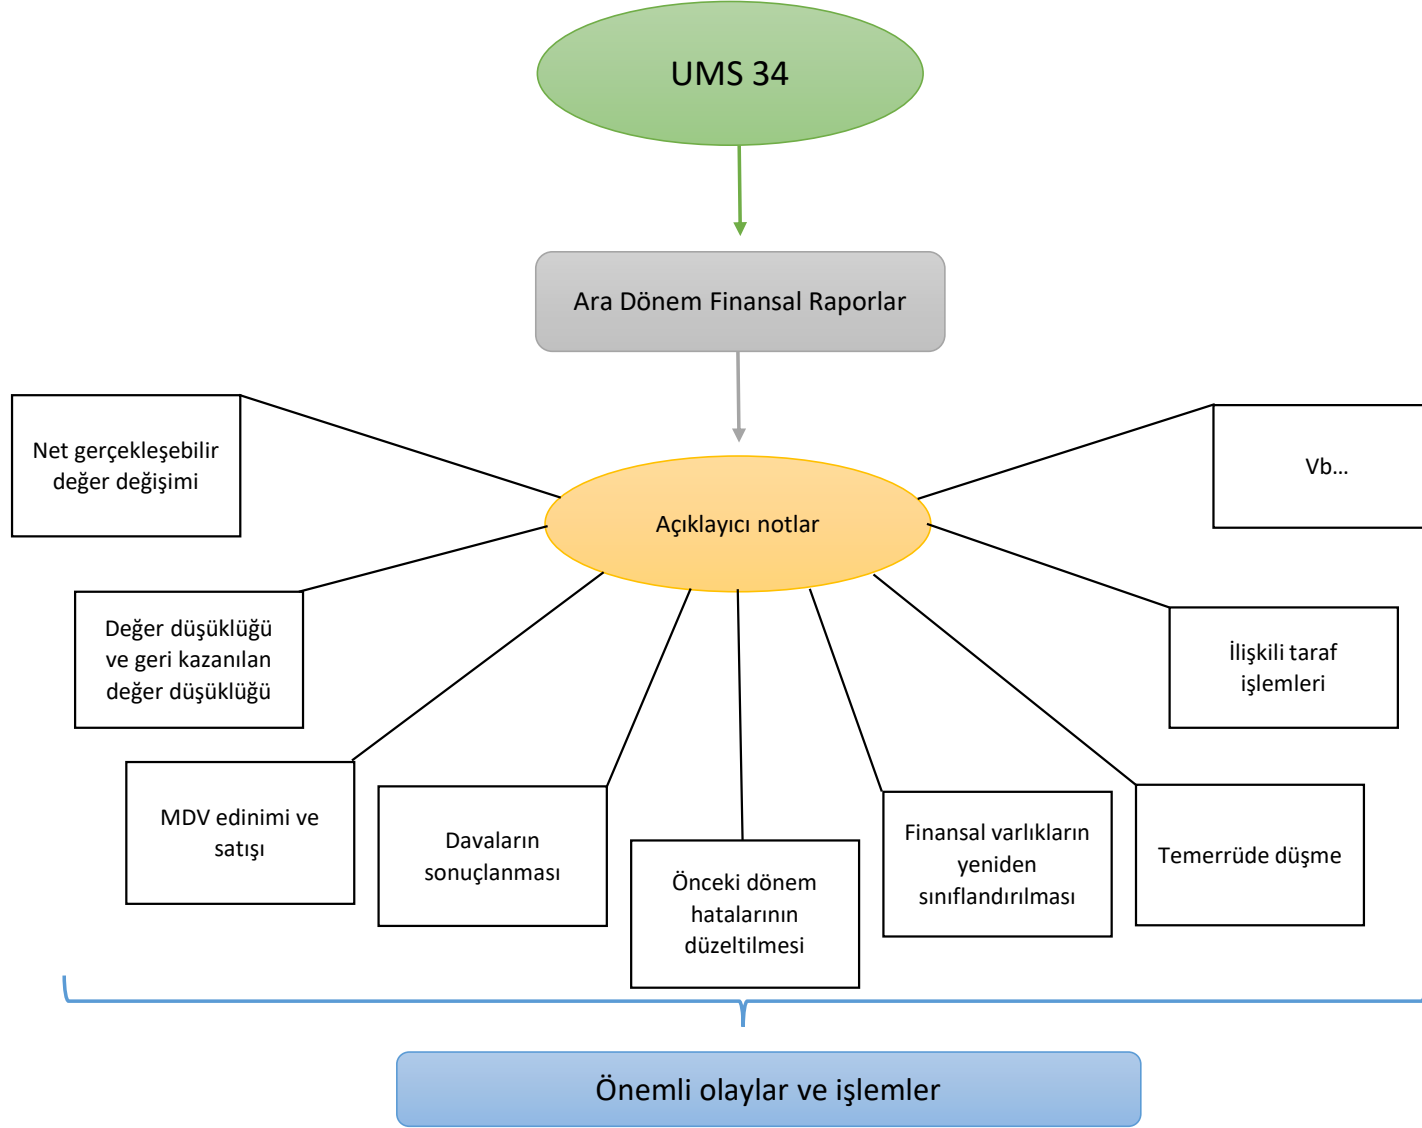 UMS 34
Ara Dönem Finansal Raporlar
Net gerçekleşebilir
değer değişimi
Vb...
Açıklayıcı notlar
Değer düşüklüğü
ve geri kazanılan
değer düşüklüğü
İlişkili taraf
işlemleri
MDV edinimi ve
satışı
Davaların
sonuçlanması
Önceki dönem
hatalarının
düzeltilmesi
Finansal varlıkların
yeniden
sınıflandırılması
Temerrüde düşme
Önemli olaylar ve işlemler